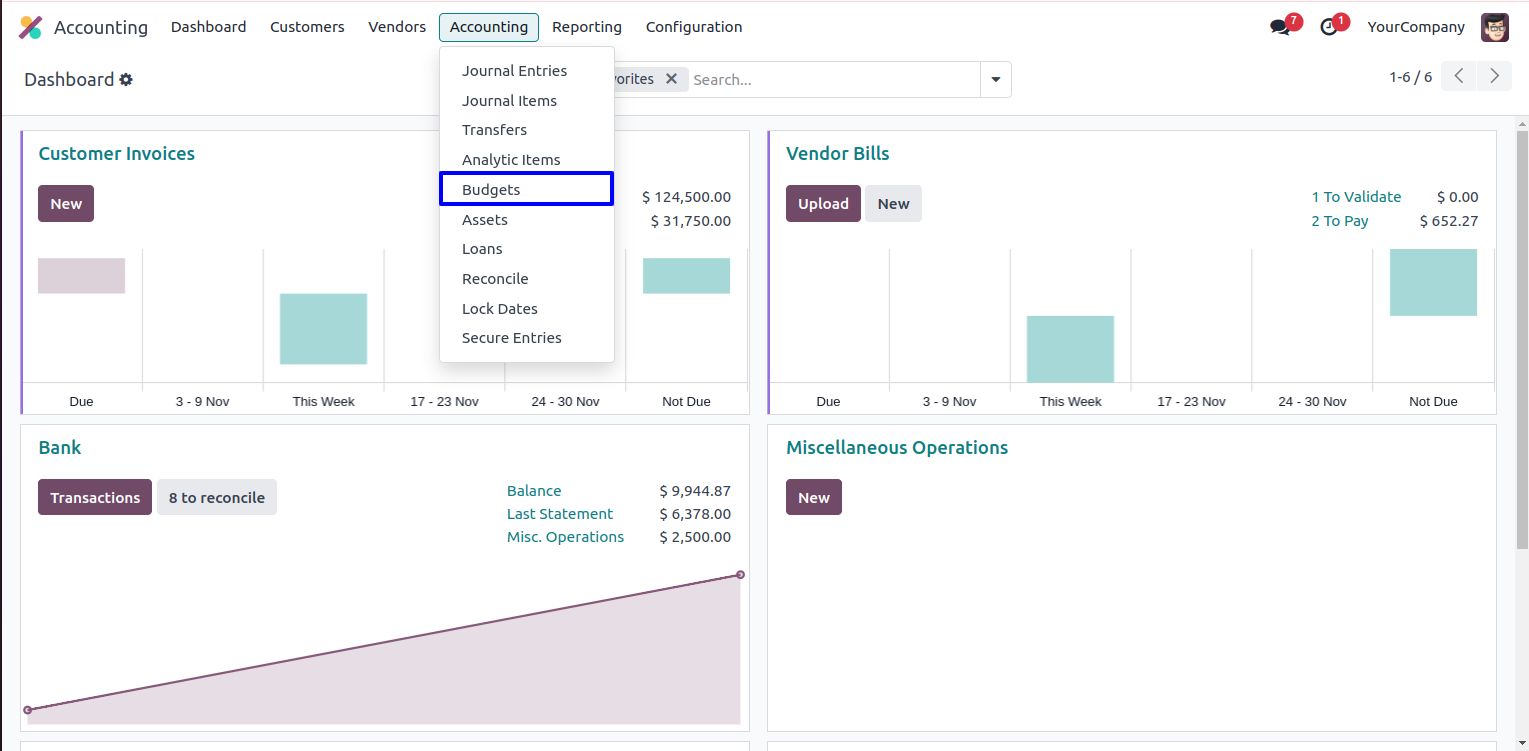 Accounting Dashboard Customers Vendors Accounting Reporting Configuration 7 1 YourCompany
Dashboard
Search...
1-6 / 6
Journal Entries
Journal Items
Transfers
Analytic Items
Budgets
Assets
Loans
Reconcile
Lock Dates
Secure Entries
Customer Invoices
New
$ 124,500.00
$ 31,750.00
Due 3 - 9 Nov This Week 17 - 23 Nov 24 - 30 Nov Not Due
Vendor Bills
Upload New
1 To Validate $ 0.00
2 To Pay $ 652.27
Due 3 - 9 Nov This Week 17 - 23 Nov 24 - 30 Nov Not Due
Bank
Transactions 8 to reconcile
Balance $ 9,944.87
Last Statement $ 6,378.00
Misc. Operations $ 2,500.00
Miscellaneous Operations
New